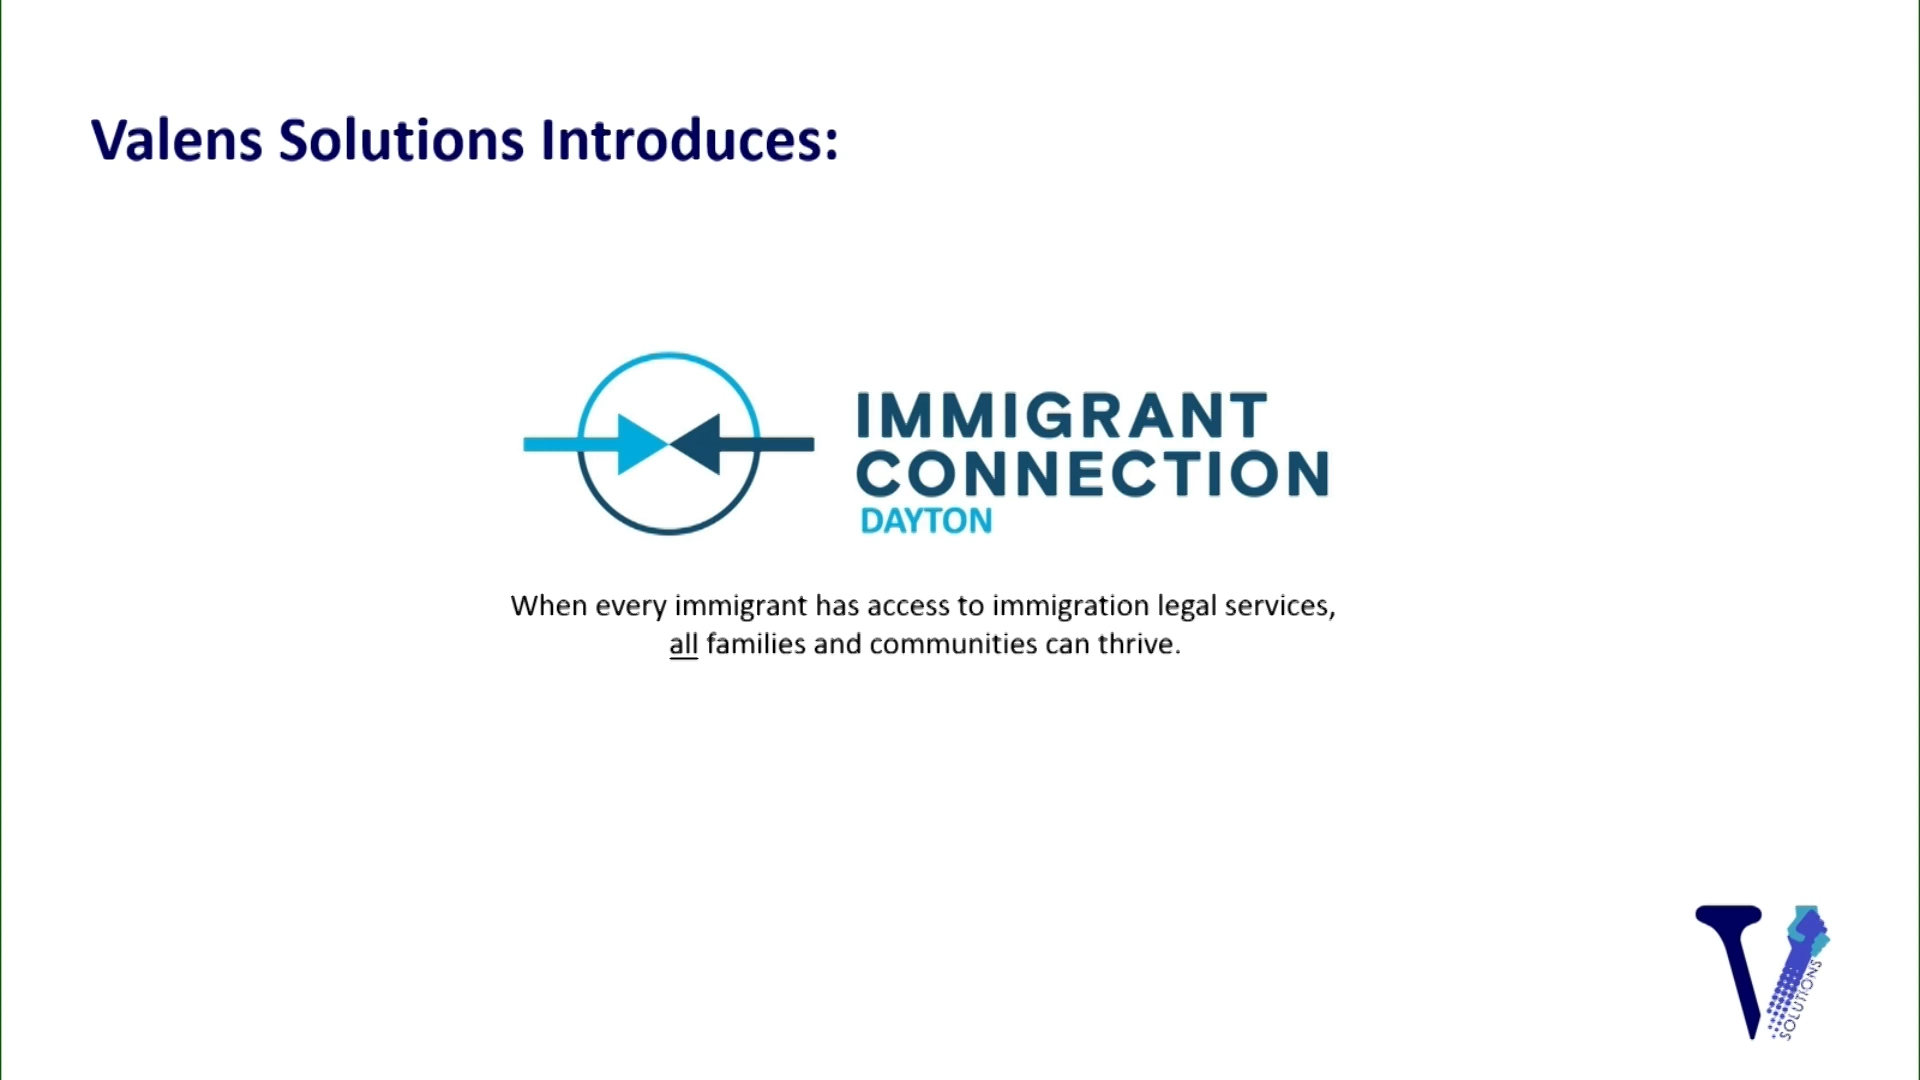 Valens Solutions Introduces:
IMMIGRANT
CONNECTION
DAYTON
When every immigrant has access to immigration legal services,
all families and communities can thrive.
V
SOLUTIONS